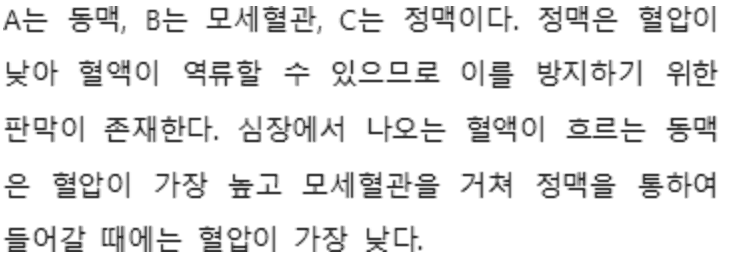 A는 동맥, B는 모세혈관, C는 정맥이다. 정맥은 혈압이
낮아 혈액이 역류할 수 있으므로 이를 방지하기 위한
판막이 존재한다. 심장에서 나오는 혈액이 흐르는 동맥
은 혈압이 가장 높고 모세혈관을 거쳐 정맥을 통하여
들어갈 때에는 혈압이 가장 낮다.